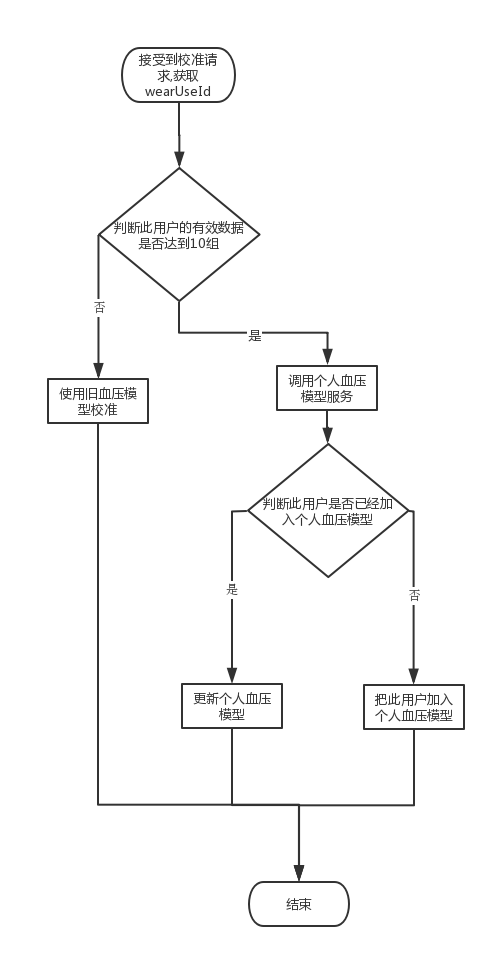 接受到校准请
求,获取
wearUseId
判断此用户的有效数据
是否达到10组
否
是
使用旧血压模
型校准
调用个人血压
模型服务
判断此用户是否已经加
入个人血压模型
是
否
更新个人血压
模型
把此用户加入
个人血压模型
结束